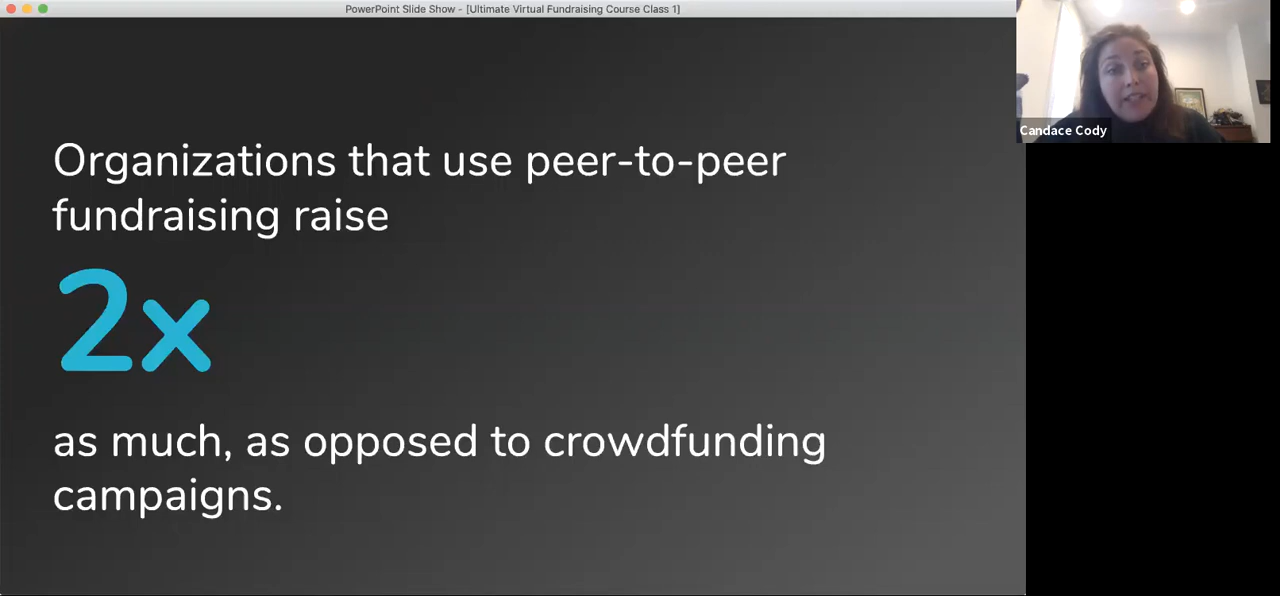 PowerPoint Slide Show - [Ultimate Virtual Fundraising Course Class 1]
Candace Cody
Organizations that use peer-to-peer
fundraising raise
2x
as much, as opposed to crowdfunding
campaigns.